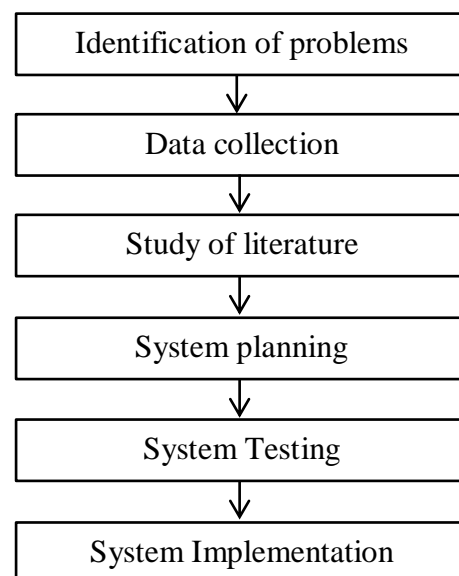 Identification of problems
Data collection
Study of literature
System planning
System Testing
System Implementation